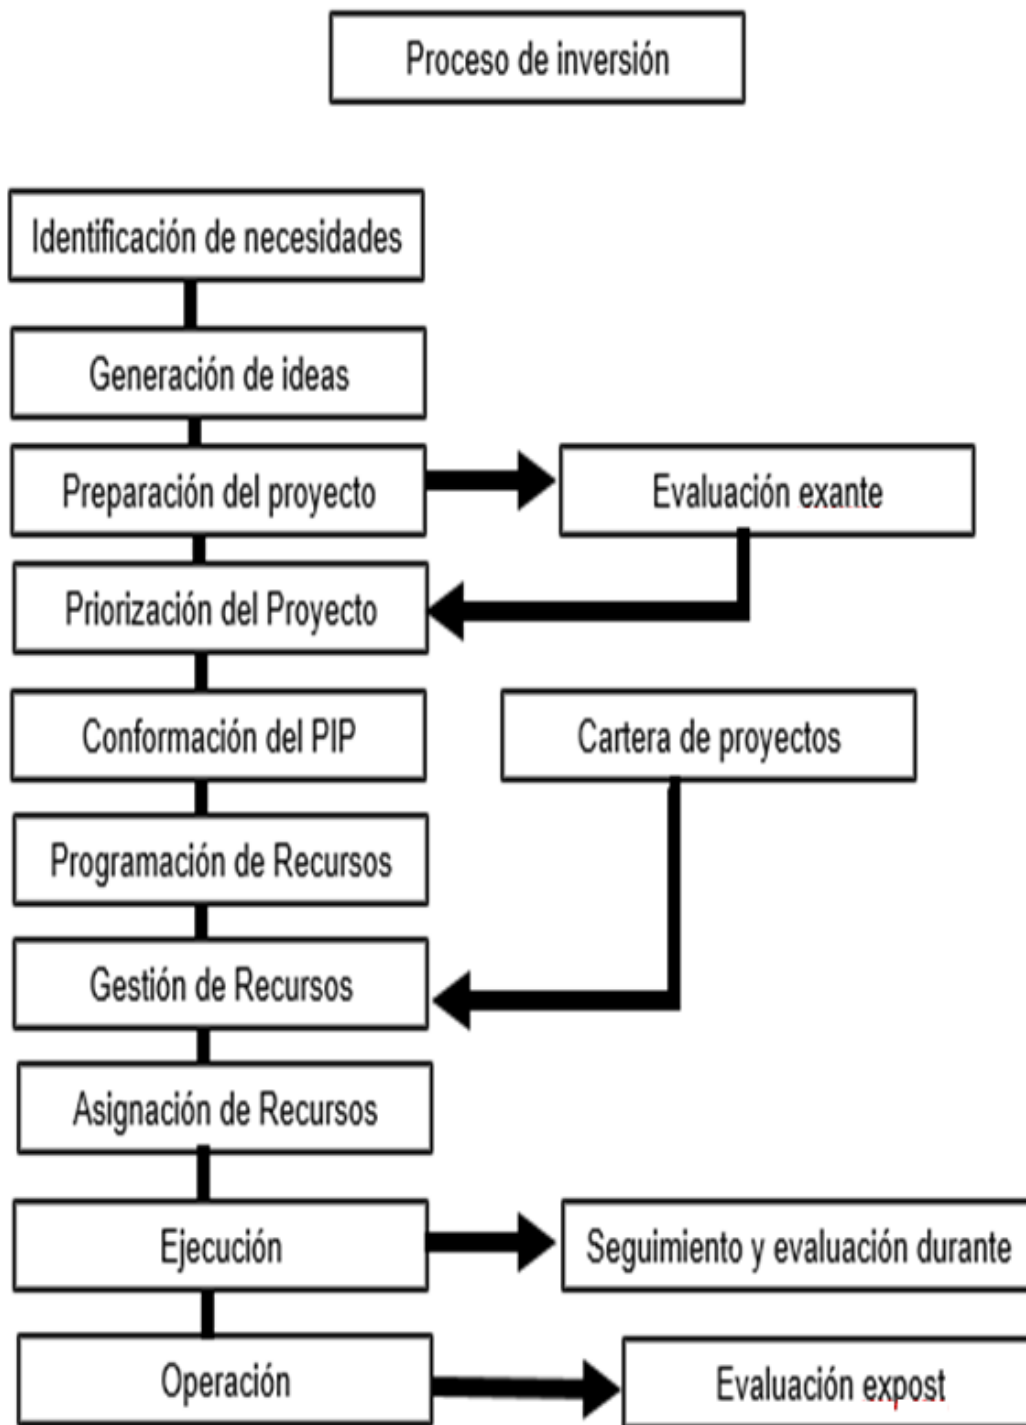 Proceso de inversión
Identificación de necesidades
Generación de ideas
Preparación del proyecto
Evaluación exante
Priorización del Proyecto
Conformación del PIP
Cartera de proyectos
Programación de Recursos
Gestión de Recursos
Asignación de Recursos
Ejecución
Seguimiento y evaluación durante
Operación
Evaluación expost